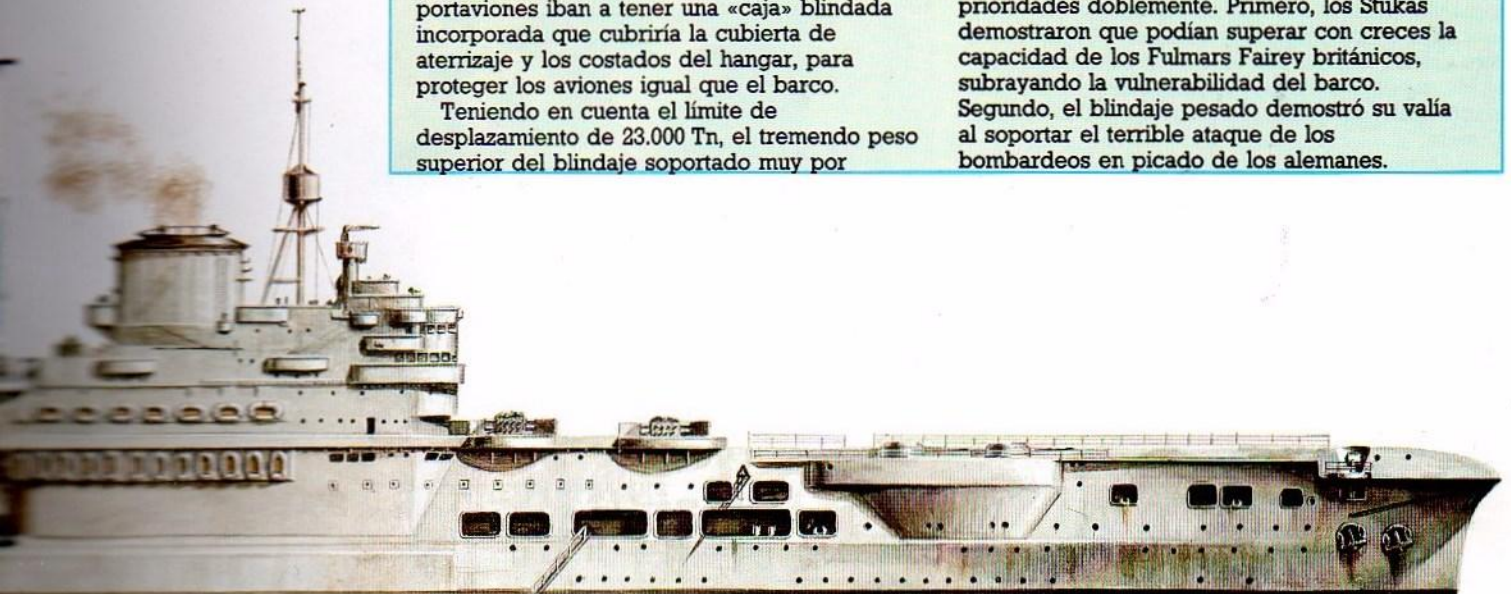 portaviones iban a tener una «caja» blindada
incorporada que cubriría la cubierta de
aterrizaje y los costados del hangar, para
proteger los aviones igual que el barco.
Teniendo en cuenta el límite de
desplazamiento de 23.000 Tn, el tremendo peso
superior del blindaje soportado muy por
prioridades doblemente. Primero, los Stukas
demostraron que podían superar con creces la
capacidad de los Fulmars Fairey británicos,
subrayando la vulnerabilidad del barco.
Segundo, el blindaje pesado demostró su valía
al soportar el terrible ataque de los
bombardeos en picado de los alemanes.